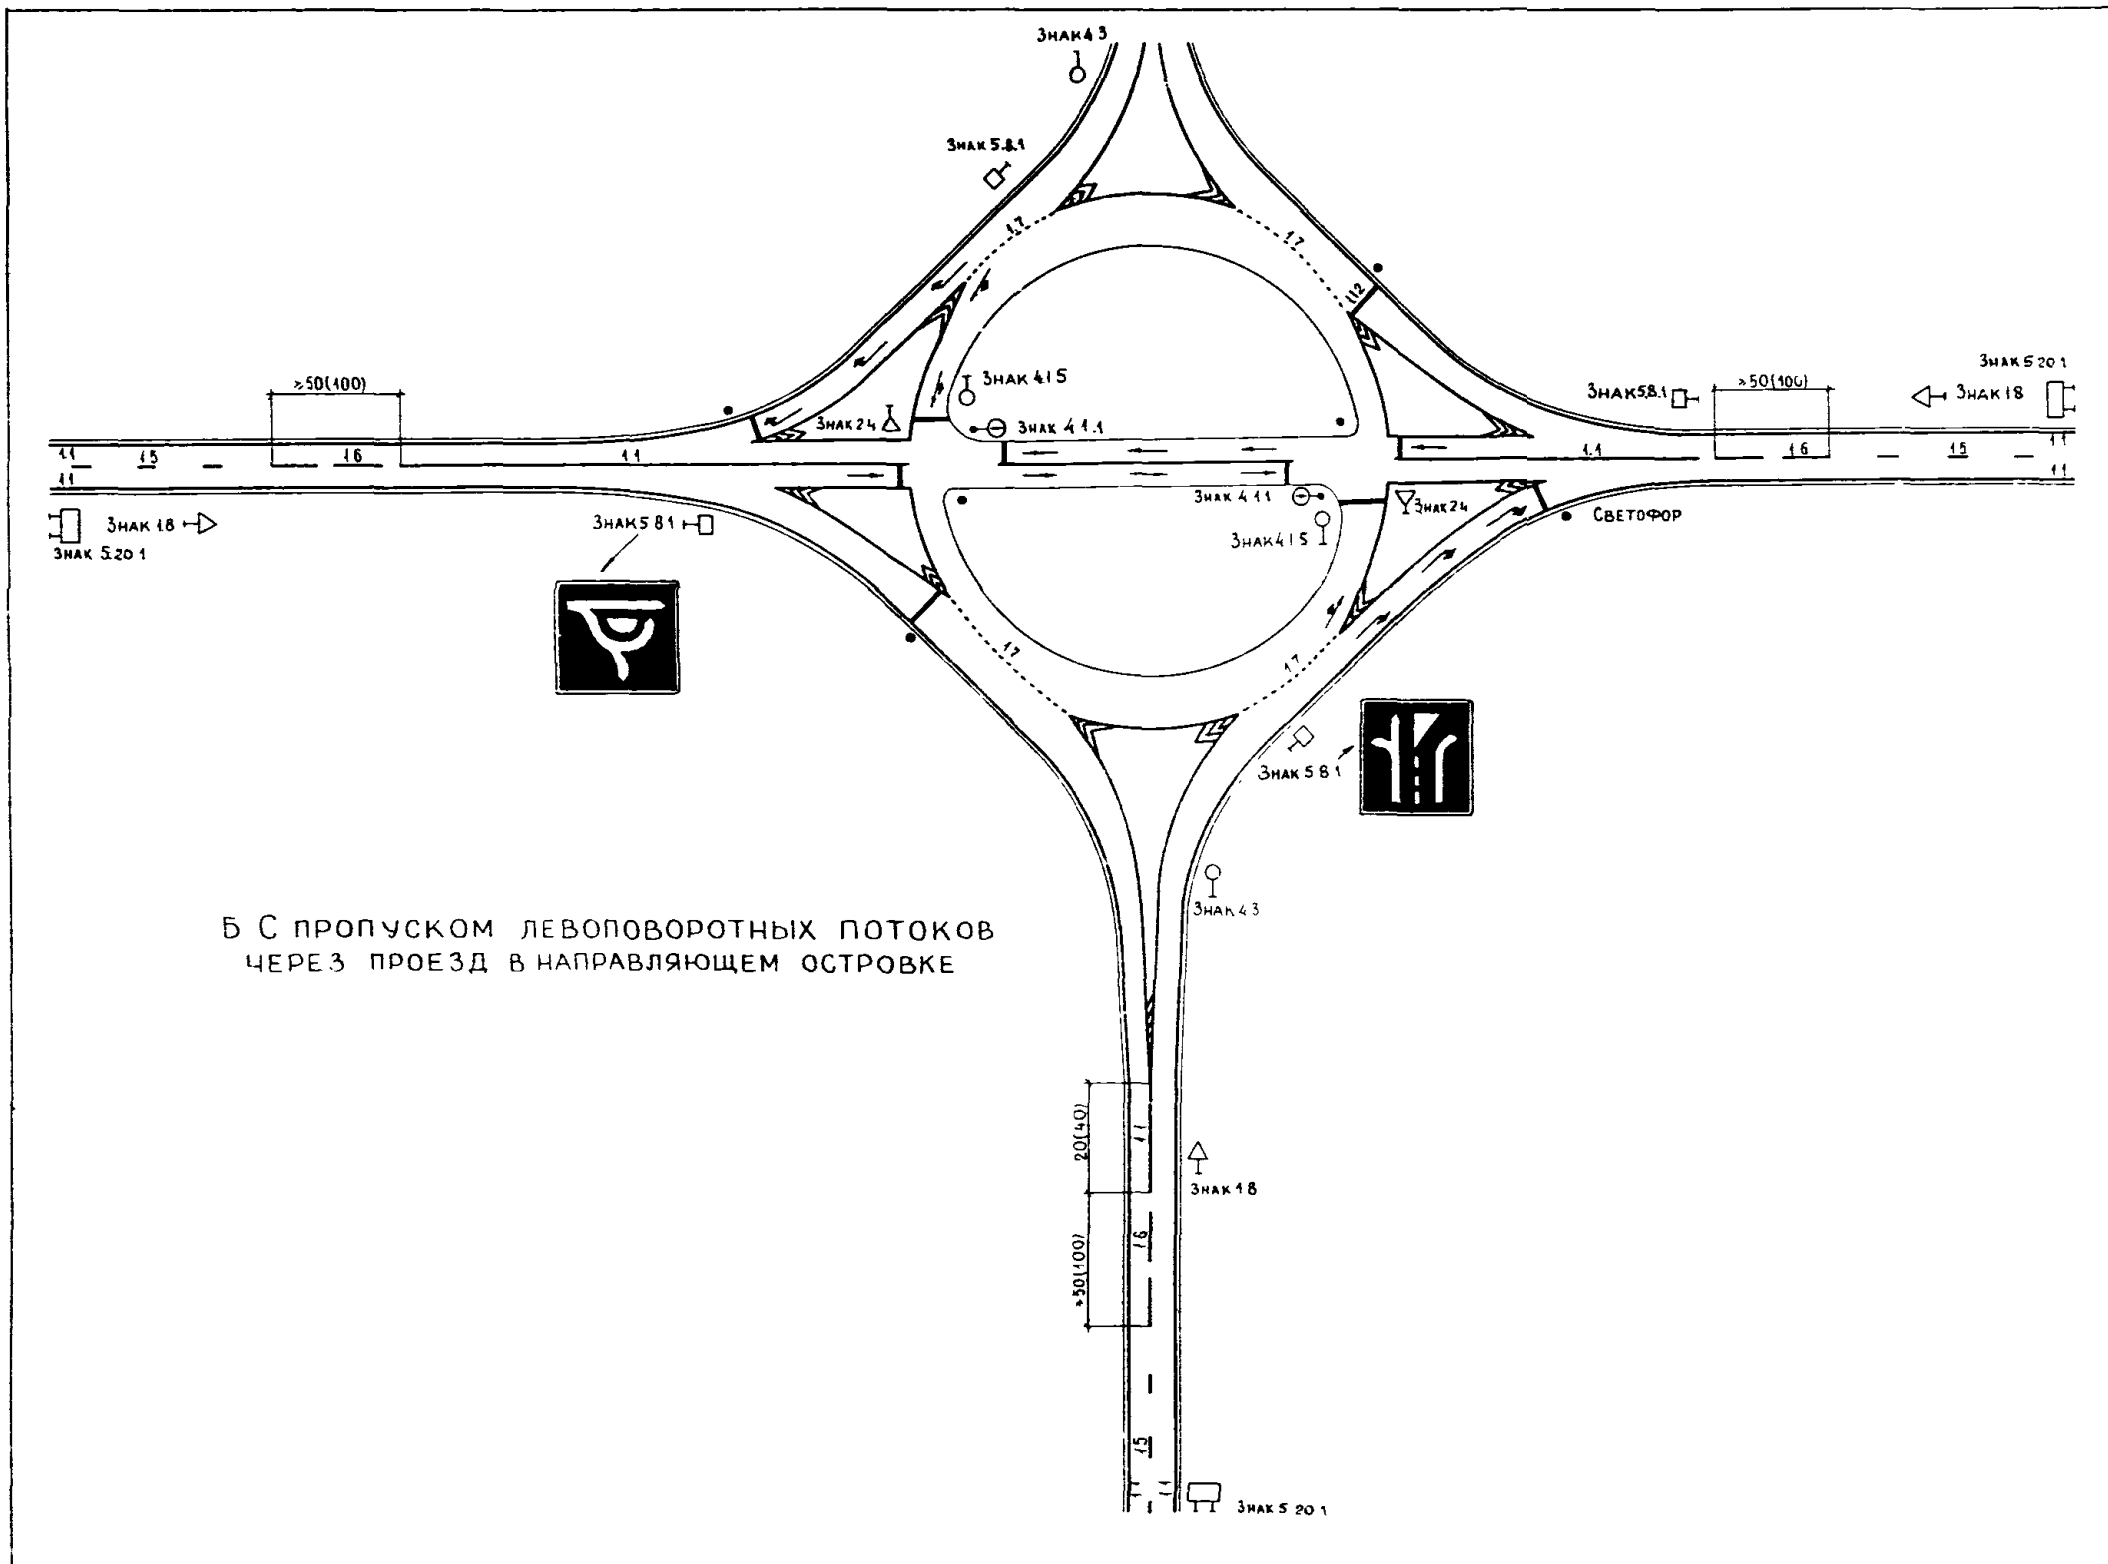 Знак 4 3
Знак 5.8.1
1.7
1 7
1 12
Знак 5 20 1
≥50(100)
Знак 4 1 5
Знак 5.8.1
≥50(100)
Знак 1 8
Знак 2 4
Знак 4 1.1
1.1
1 5
1 6
1.1
1.1
1 6
1 5
1 1
1 1
1 1
Знак 4 1 1
Знак 2 4
Знак 1.8
Знак 5 8 1
Светофор
Знак 4 1 5
Знак 5.20 1
1 7
1 7
Знак 5 8 1
Знак 4 3
Б С ПРОПУСКОМ ЛЕВОПОВОРОТНЫХ ПОТОКОВ
ЧЕРЕЗ ПРОЕЗД В НАПРАВЛЯЮЩЕМ ОСТРОВКЕ
20(40)
1 1
Знак 1 8
≥50(100)
1 6
1 5
Знак 5 20 1